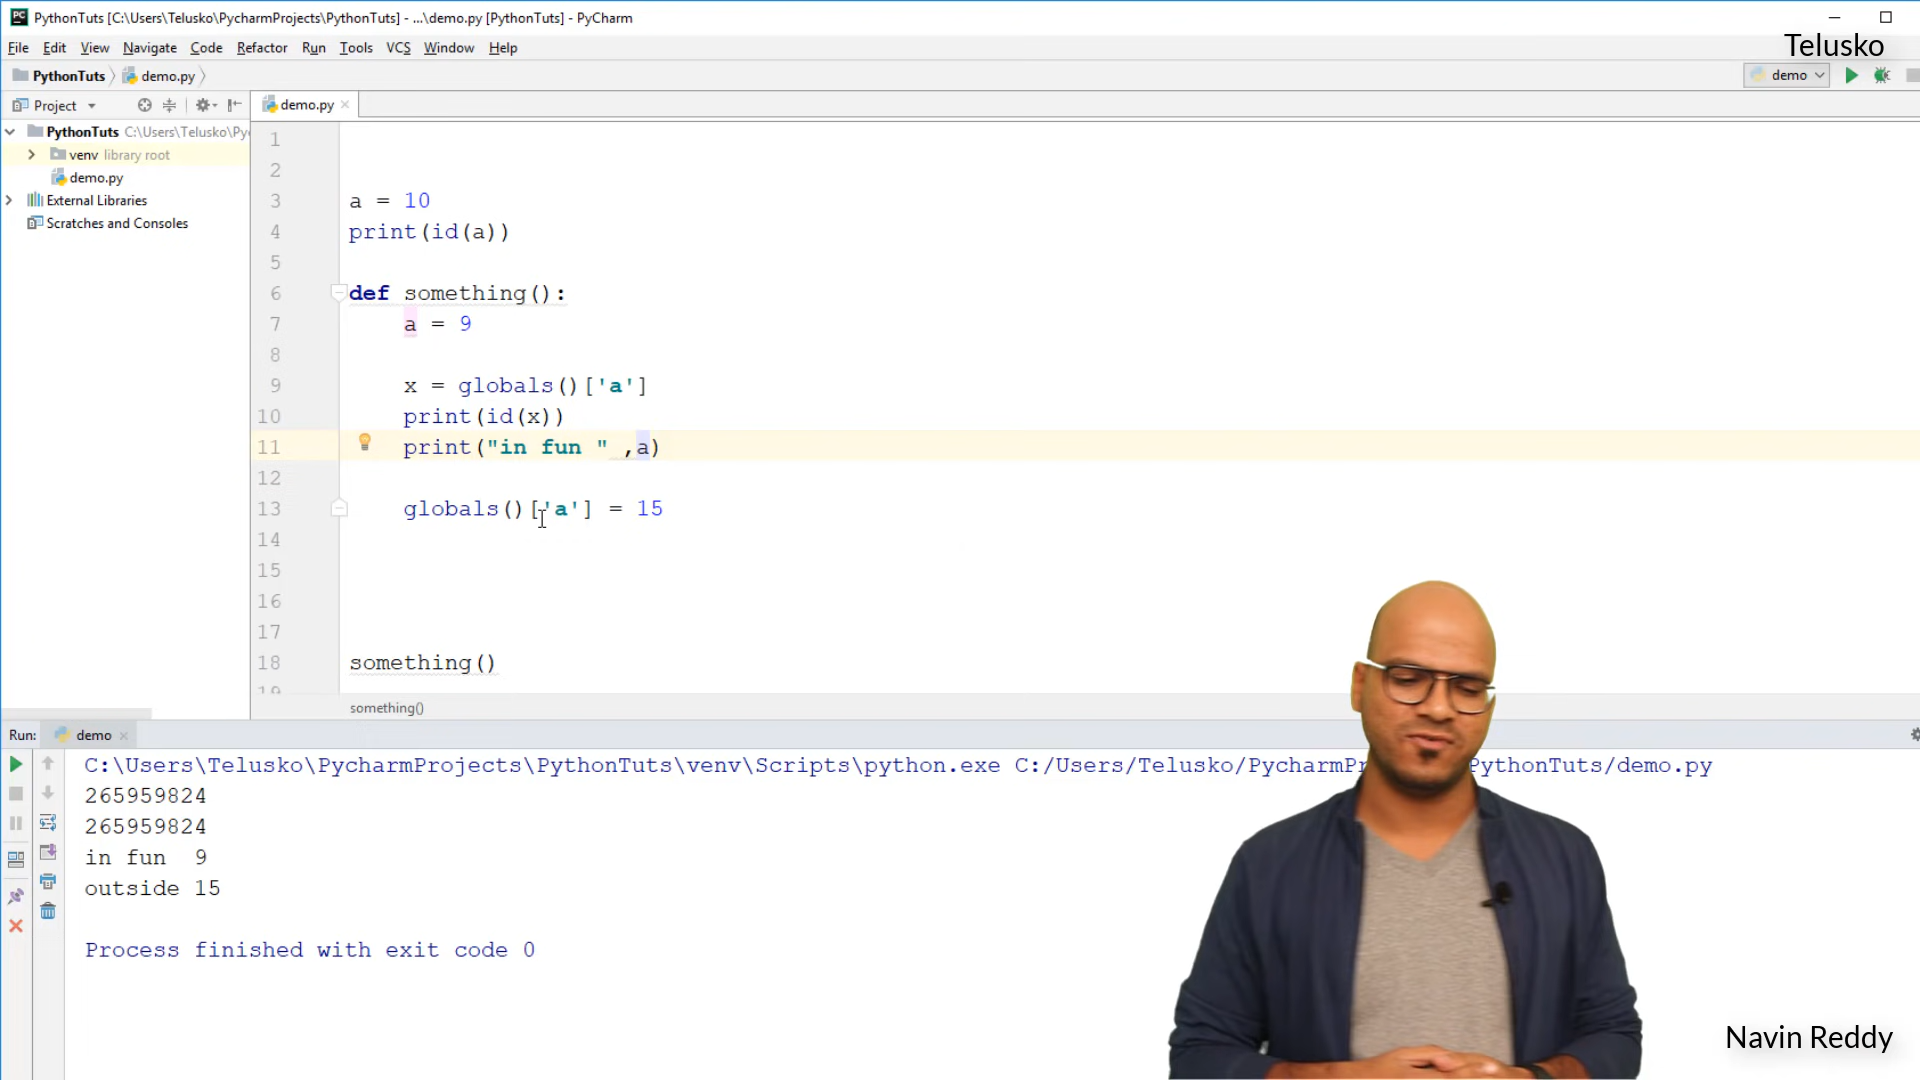 PythonTuts [C:\Users\Telusko\PycharmProjects\PythonTuts] - ...\demo.py [PythonTuts] - PyCharm
File Edit View Navigate Code Refactor Run Tools VCS Window Help
Telusko
PythonTuts demo.py
demo
Project
demo.py
PythonTuts C:\Users\Telusko\Py
venv library root
demo.py
External Libraries
Scratches and Consoles
1
2
3 a = 10
4 print(id(a))
5
6 def something():
7 a = 9
8
9 x = globals()['a']
10 print(id(x))
11 print("in fun " ,a)
12
13 globals()['a'] = 15
14
15
16
17
18 something()
19
something()
Run: demo
C:\Users\Telusko\PycharmProjects\PythonTuts\venv\Scripts\python.exe C:/Users/Telusko/PycharmPr PythonTuts/demo.py
265959824
265959824
in fun  9
outside 15
Process finished with exit code 0
Navin Reddy